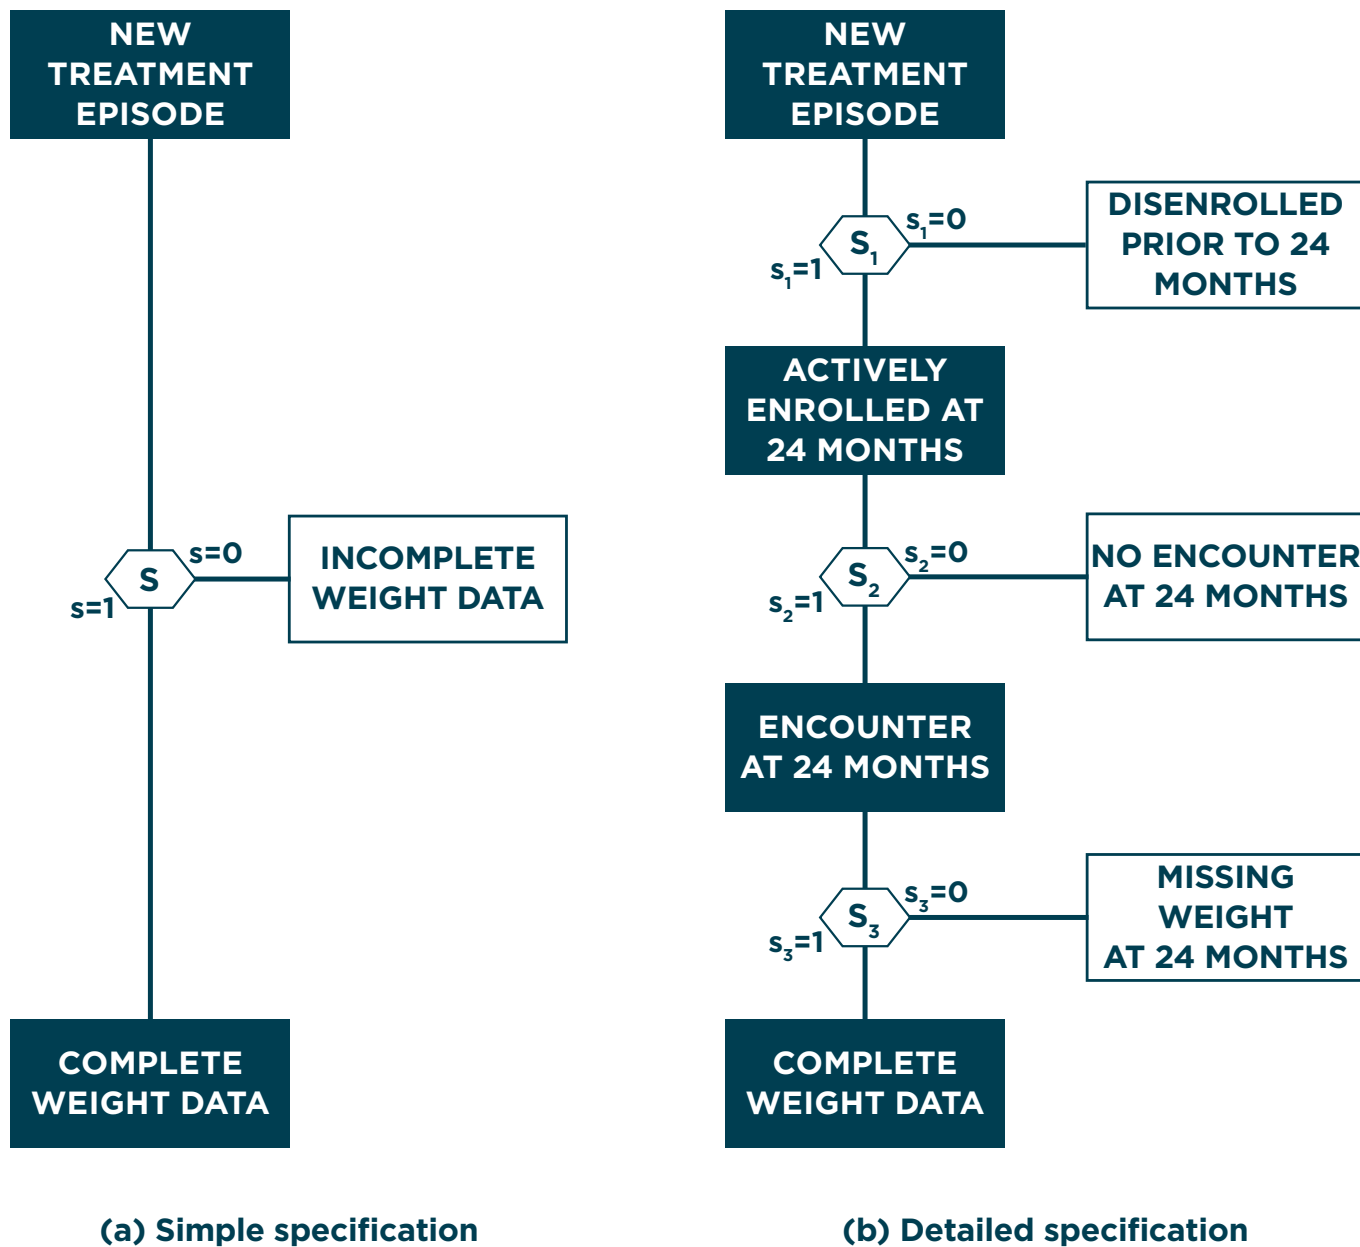 NEW
TREATMENT
EPISODE
s=0
S
s=1
INCOMPLETE
WEIGHT DATA
COMPLETE
WEIGHT DATA
(a) Simple specification
NEW
TREATMENT
EPISODE
s₁=0
S₁
s₁=1
DISENROLLED
PRIOR TO 24
MONTHS
ACTIVELY
ENROLLED AT
24 MONTHS
s₂=0
S₂
s₂=1
NO ENCOUNTER
AT 24 MONTHS
ENCOUNTER
AT 24 MONTHS
s₃=0
S₃
s₃=1
MISSING
WEIGHT
AT 24 MONTHS
COMPLETE
WEIGHT DATA
(b) Detailed specification